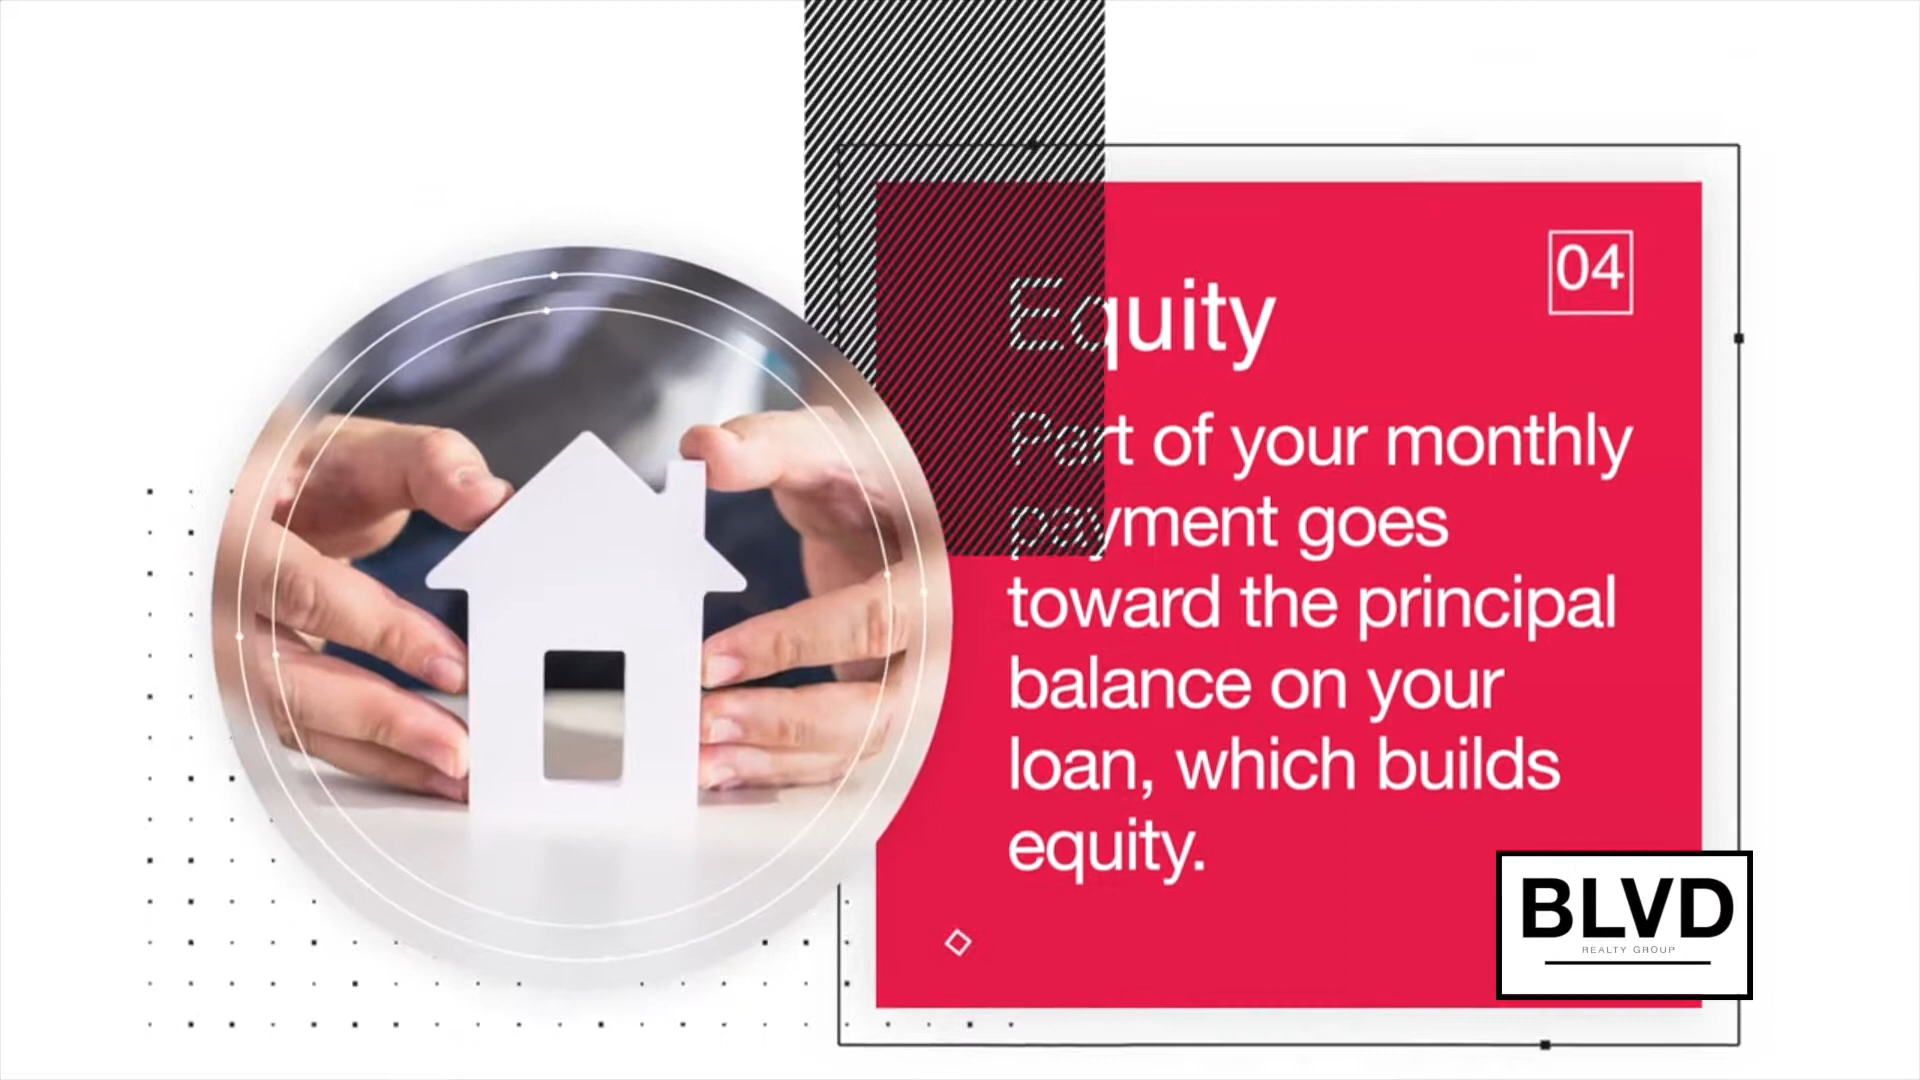 04
Equity
Part of your monthly
payment goes
toward the principal
balance on your
loan, which builds
equity.
BLVD
REALTY GROUP